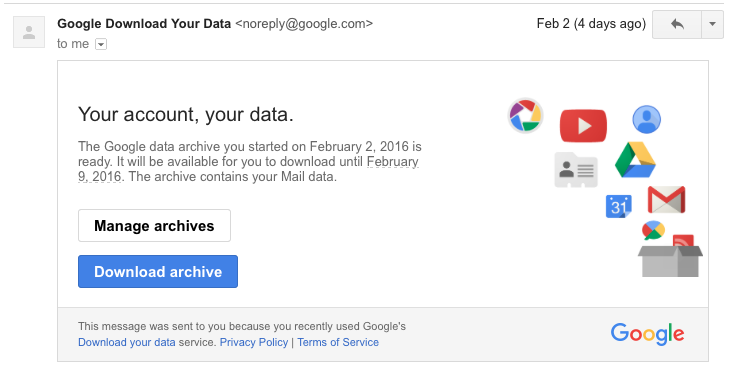 Google Download Your Data <noreply@google.com> Feb 2 (4 days ago)
to me
Your account, your data.
The Google data archive you started on February 2, 2016 is
ready. It will be available for you to download until February
9, 2016. The archive contains your Mail data.
31
Manage archives
Download archive
This message was sent to you because you recently used Google's
Download your data service. Privacy Policy | Terms of Service
Google